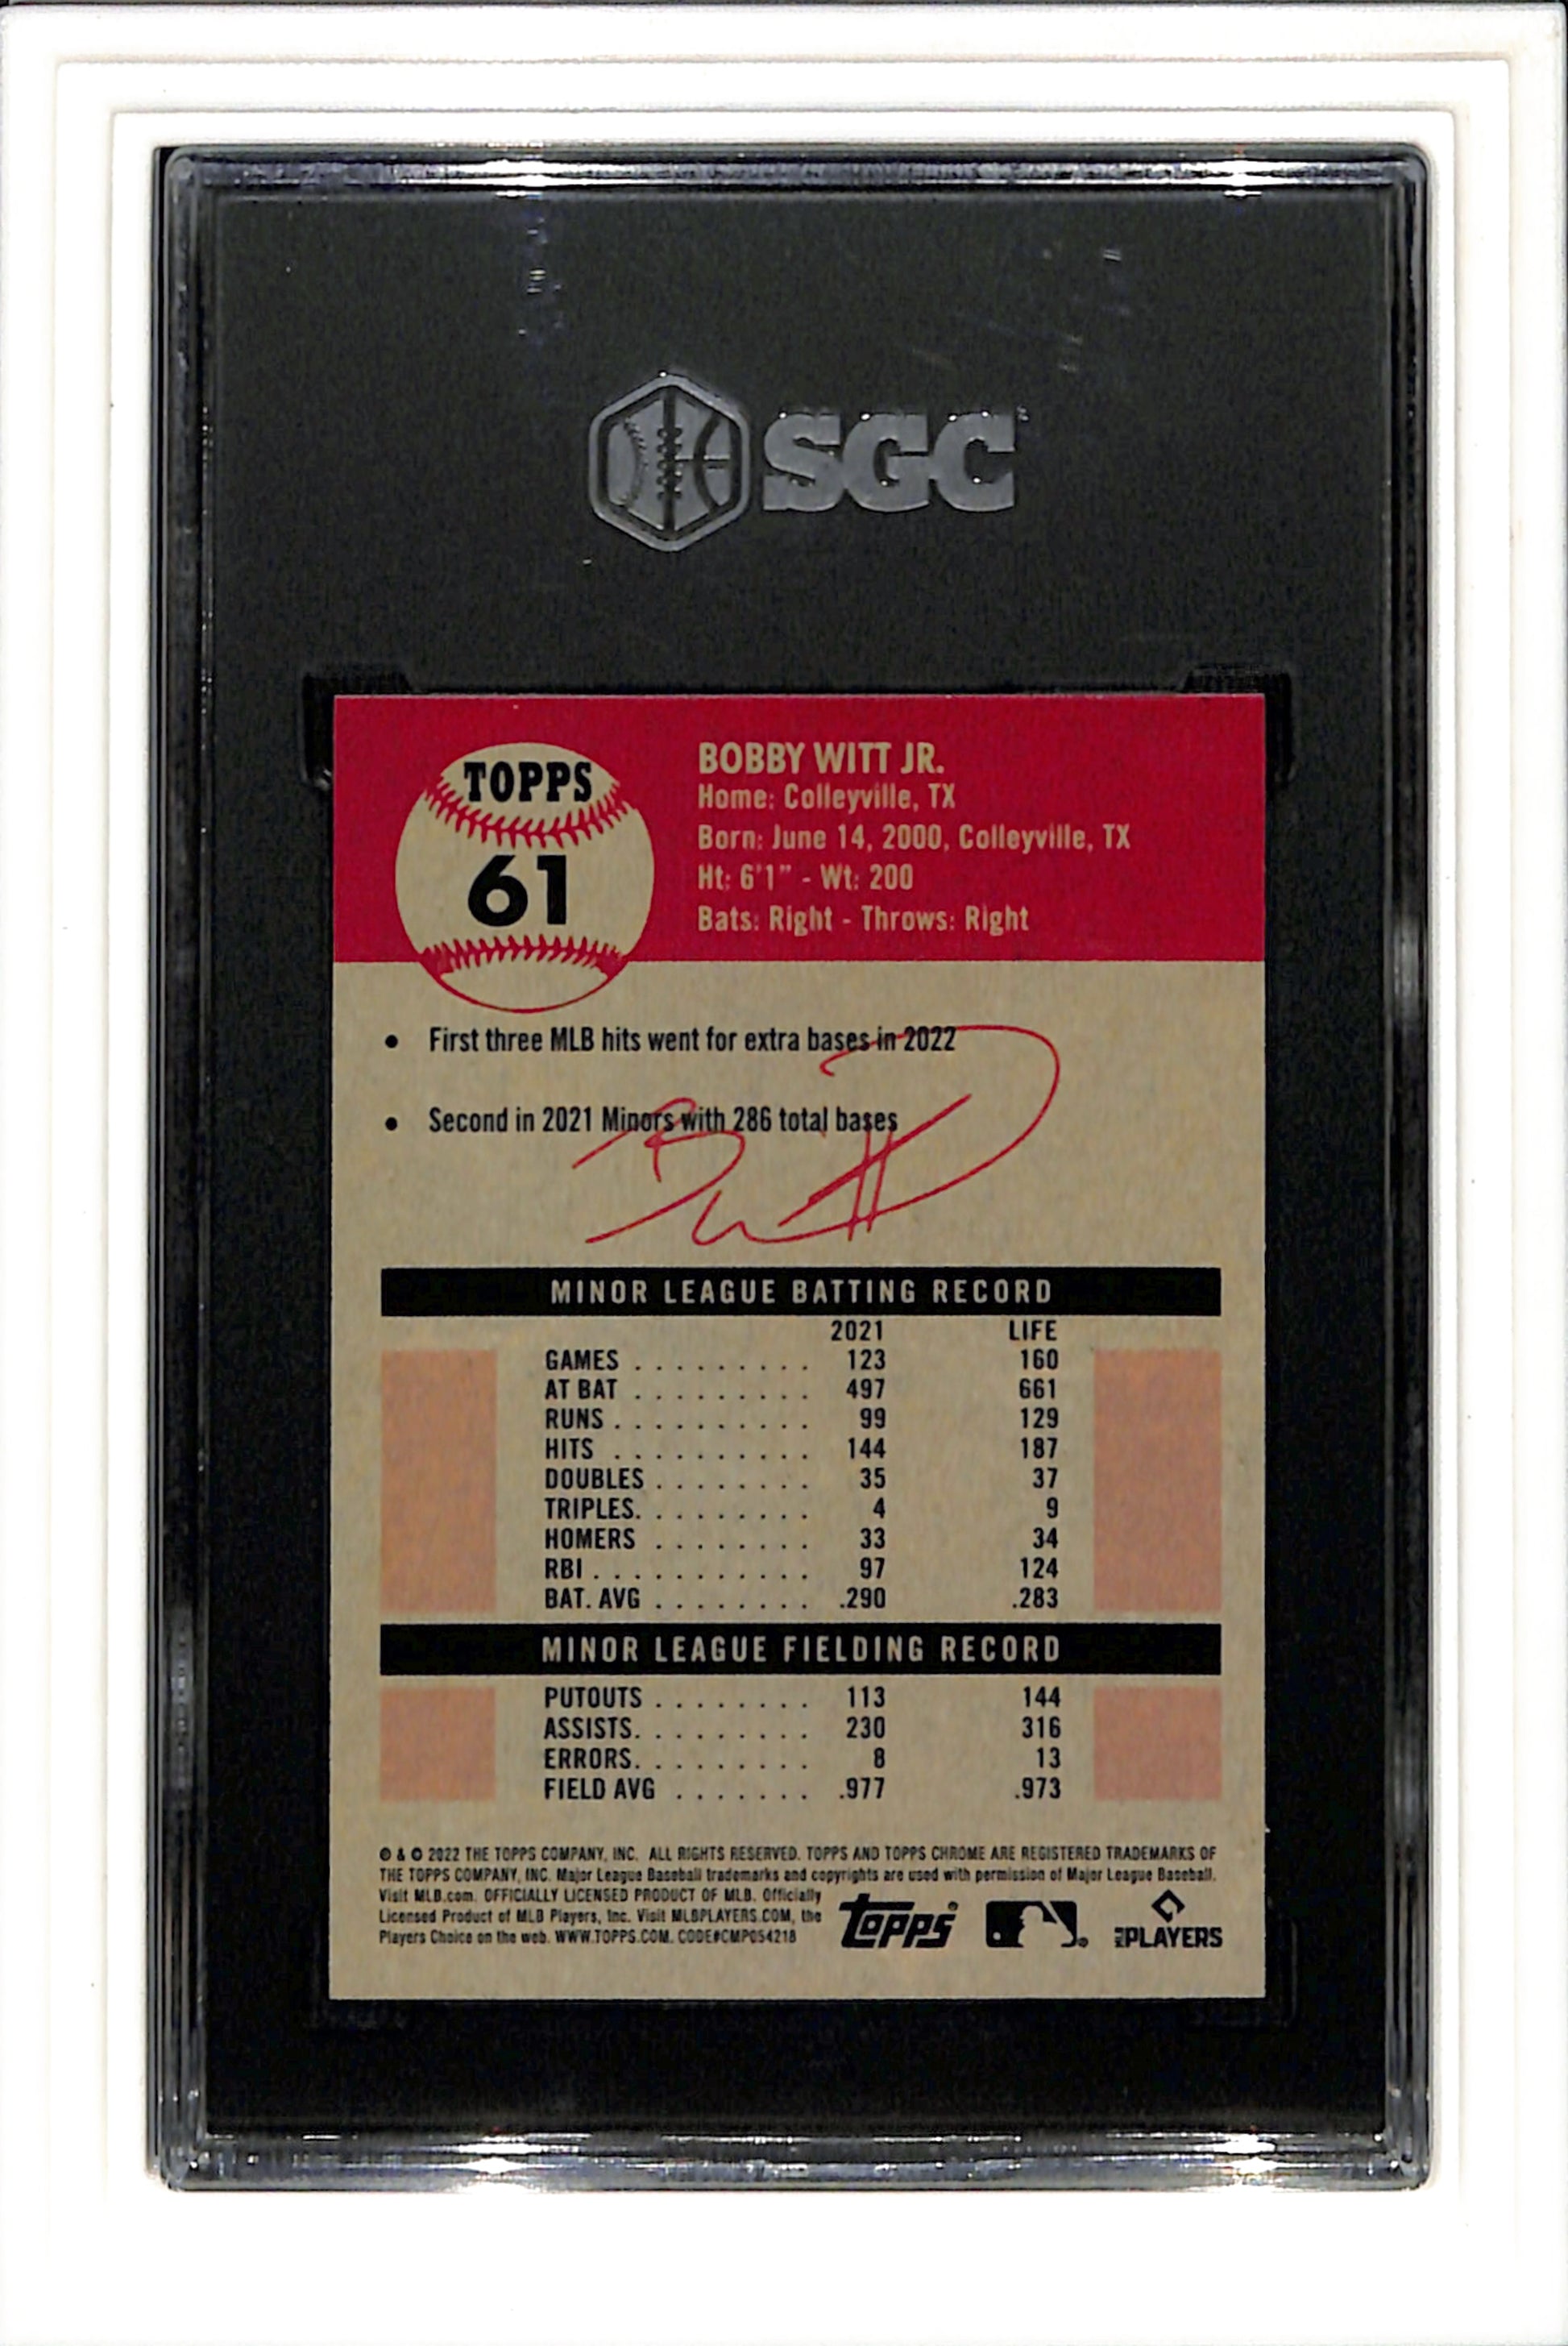 SGC
TOPPS
61
BOBBY WITT JR.
Home: Colleyville, TX
Born: June 14, 2000, Colleyville, TX
Ht: 6'1" - Wt: 200
Bats: Right - Throws: Right
• First three MLB hits went for extra bases in 2022
• Second in 2021 Minors with 286 total bases
MINOR LEAGUE BATTING RECORD
2021 LIFE
GAMES . . . . . . . . . 123 160
AT BAT . . . . . . . . . 497 661
RUNS . . . . . . . . . . 99 129
HITS . . . . . . . . . . 144 187
DOUBLES . . . . . . . . 35 37
TRIPLES. . . . . . . . . 4 9
HOMERS . . . . . . . . 33 34
RBI . . . . . . . . . . . 97 124
BAT. AVG . . . . . . . . .290 .283
MINOR LEAGUE FIELDING RECORD
PUTOUTS . . . . . . . . 113 144
ASSISTS. . . . . . . . . 230 316
ERRORS. . . . . . . . . 8 13
FIELD AVG . . . . . . . .977 .973
® & © 2022 THE TOPPS COMPANY, INC. ALL RIGHTS RESERVED. TOPPS AND TOPPS CHROME ARE REGISTERED TRADEMARKS OF
THE TOPPS COMPANY, INC. Major League Baseball trademarks and copyrights are used with permission of Major League Baseball.
Visit MLB.com. OFFICIALLY LICENSED PRODUCT OF MLB. Officially
Licensed Product of MLB Players, Inc. Visit MLBPLAYERS.COM, the
Players Choice on the web. WWW.TOPPS.COM. CODE#CMP054218
topps
PLAYERS